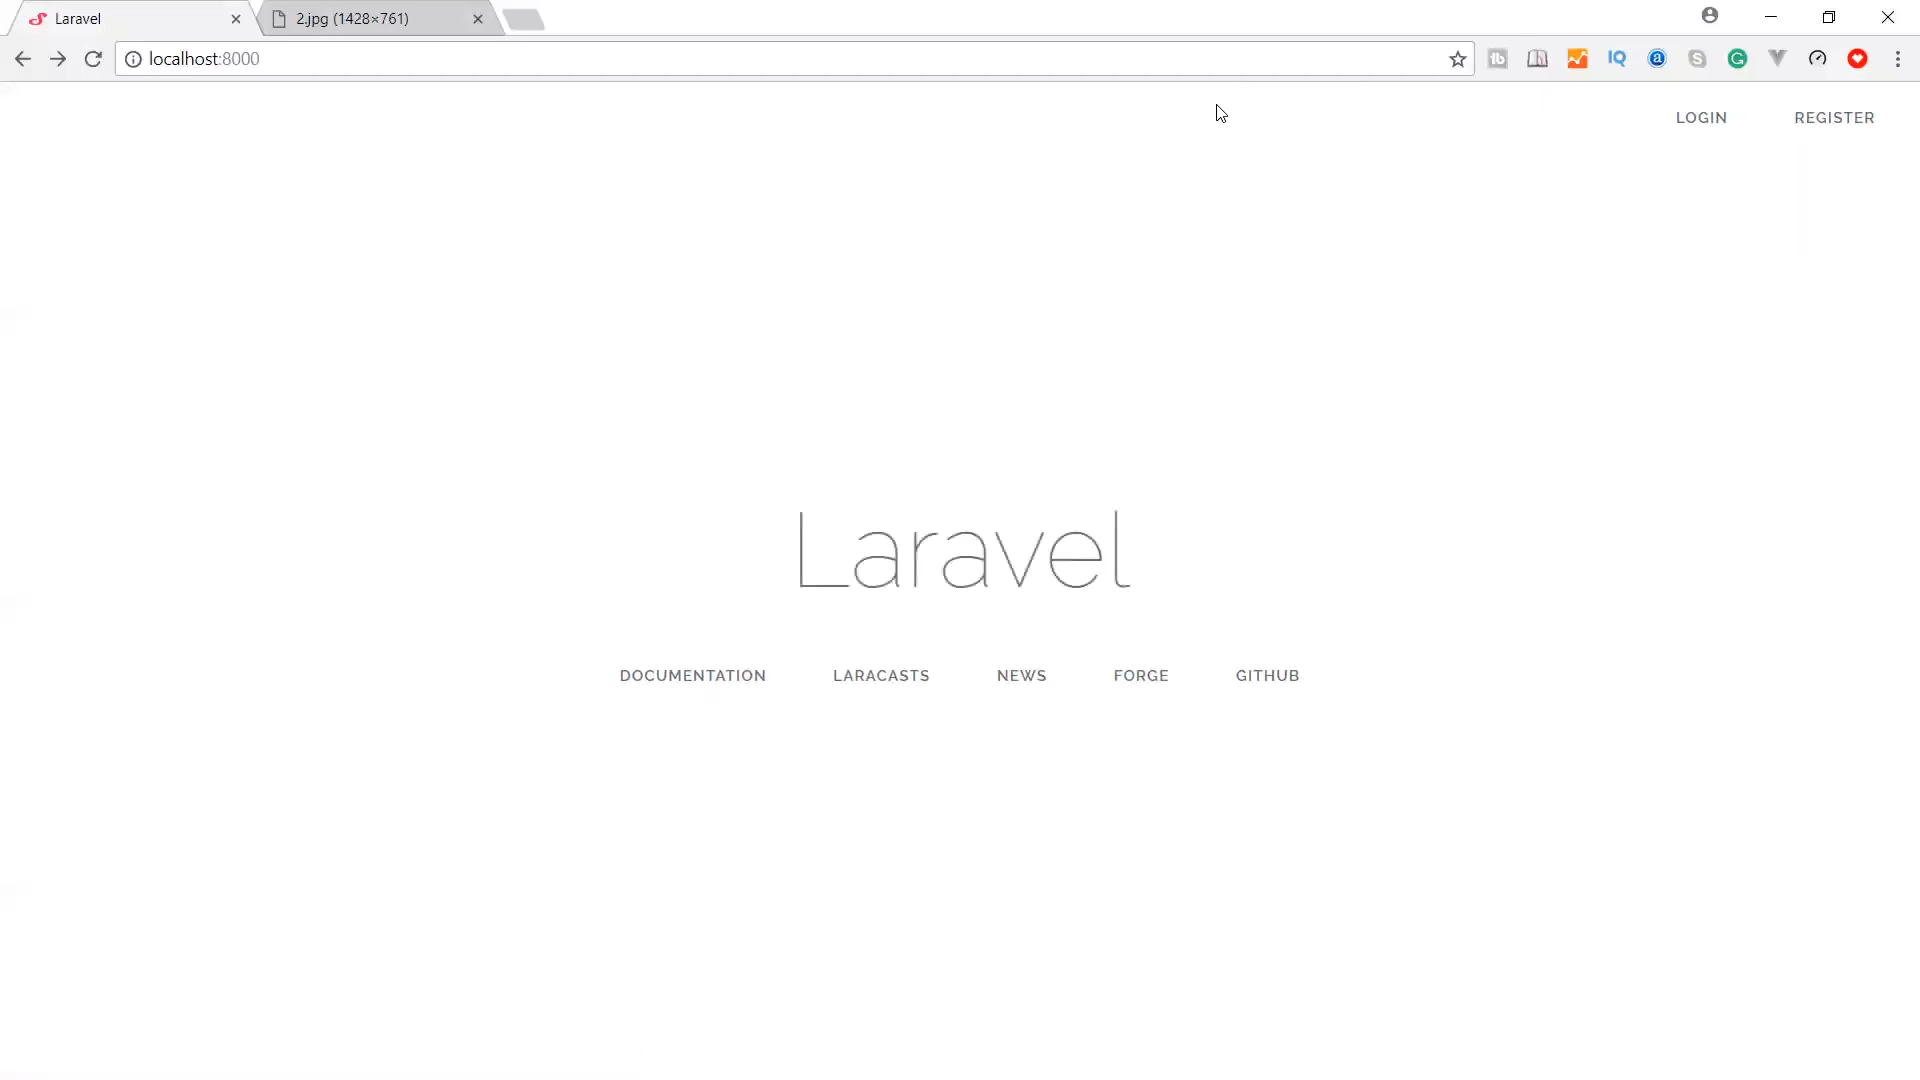 Laravel
2.jpg (1428×761)
localhost:8000
LOGIN REGISTER
Laravel
DOCUMENTATION LARACASTS NEWS FORGE GITHUB